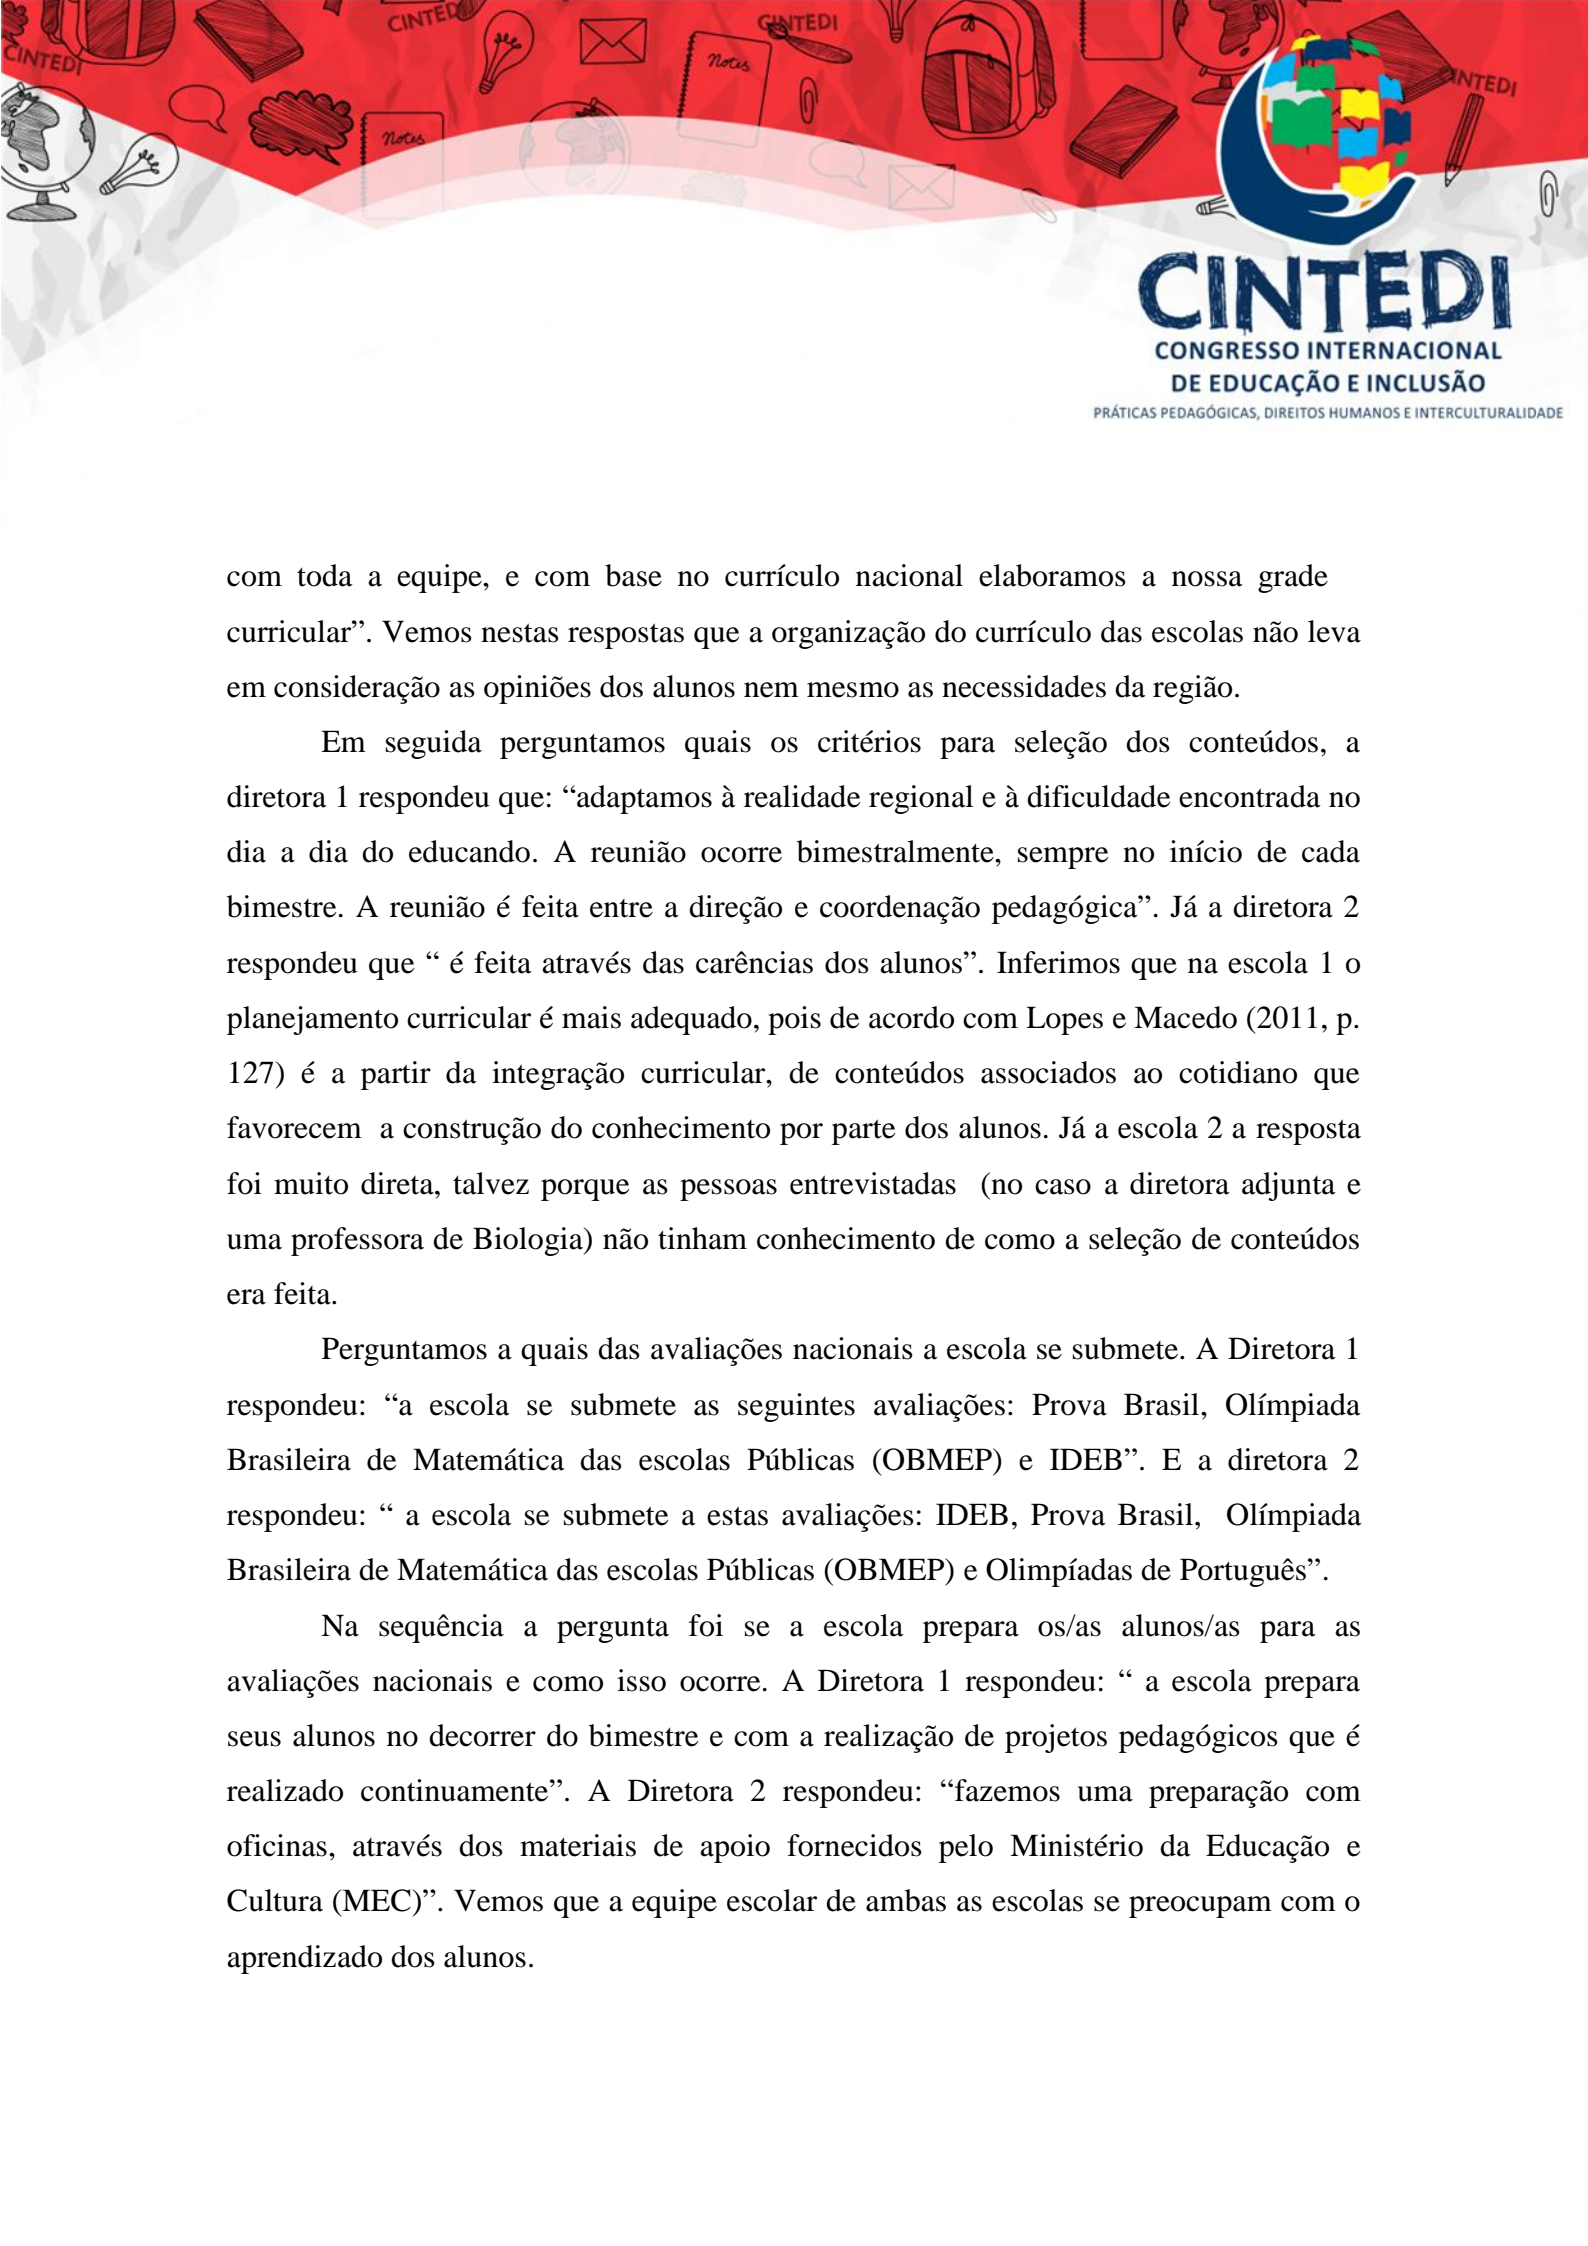 CINTEDI
CINTEDI
CINTEDI
CINTEDI
Notes
Notes
CINTEDI
CONGRESSO INTERNACIONAL
DE EDUCAÇÃO E INCLUSÃO
PRÁTICAS PEDAGÓGICAS, DIREITOS HUMANOS E INTERCULTURALIDADE
com toda a equipe, e com base no currículo nacional elaboramos a nossa grade
curricular”. Vemos nestas respostas que a organização do currículo das escolas não leva
em consideração as opiniões dos alunos nem mesmo as necessidades da região.
Em seguida perguntamos quais os critérios para seleção dos conteúdos, a
diretora 1 respondeu que: “adaptamos à realidade regional e à dificuldade encontrada no
dia a dia do educando. A reunião ocorre bimestralmente, sempre no início de cada
bimestre. A reunião é feita entre a direção e coordenação pedagógica”. Já a diretora 2
respondeu que “ é feita através das carências dos alunos”. Inferimos que na escola 1 o
planejamento curricular é mais adequado, pois de acordo com Lopes e Macedo (2011, p.
127) é a partir da integração curricular, de conteúdos associados ao cotidiano que
favorecem  a construção do conhecimento por parte dos alunos. Já a escola 2 a resposta
foi muito direta, talvez porque as pessoas entrevistadas  (no caso a diretora adjunta e
uma professora de Biologia) não tinham conhecimento de como a seleção de conteúdos
era feita.
Perguntamos a quais das avaliações nacionais a escola se submete. A Diretora 1
respondeu: “a escola se submete as seguintes avaliações: Prova Brasil, Olímpiada
Brasileira de Matemática das escolas Públicas (OBMEP) e IDEB”. E a diretora 2
respondeu: “ a escola se submete a estas avaliações: IDEB, Prova Brasil,  Olímpiada
Brasileira de Matemática das escolas Públicas (OBMEP) e Olimpíadas de Português”.
Na sequência a pergunta foi se a escola prepara os/as alunos/as para as
avaliações nacionais e como isso ocorre. A Diretora 1 respondeu: “ a escola prepara
seus alunos no decorrer do bimestre e com a realização de projetos pedagógicos que é
realizado continuamente”. A Diretora 2 respondeu: “fazemos uma preparação com
oficinas, através dos materiais de apoio fornecidos pelo Ministério da Educação e
Cultura (MEC)”. Vemos que a equipe escolar de ambas as escolas se preocupam com o
aprendizado dos alunos.